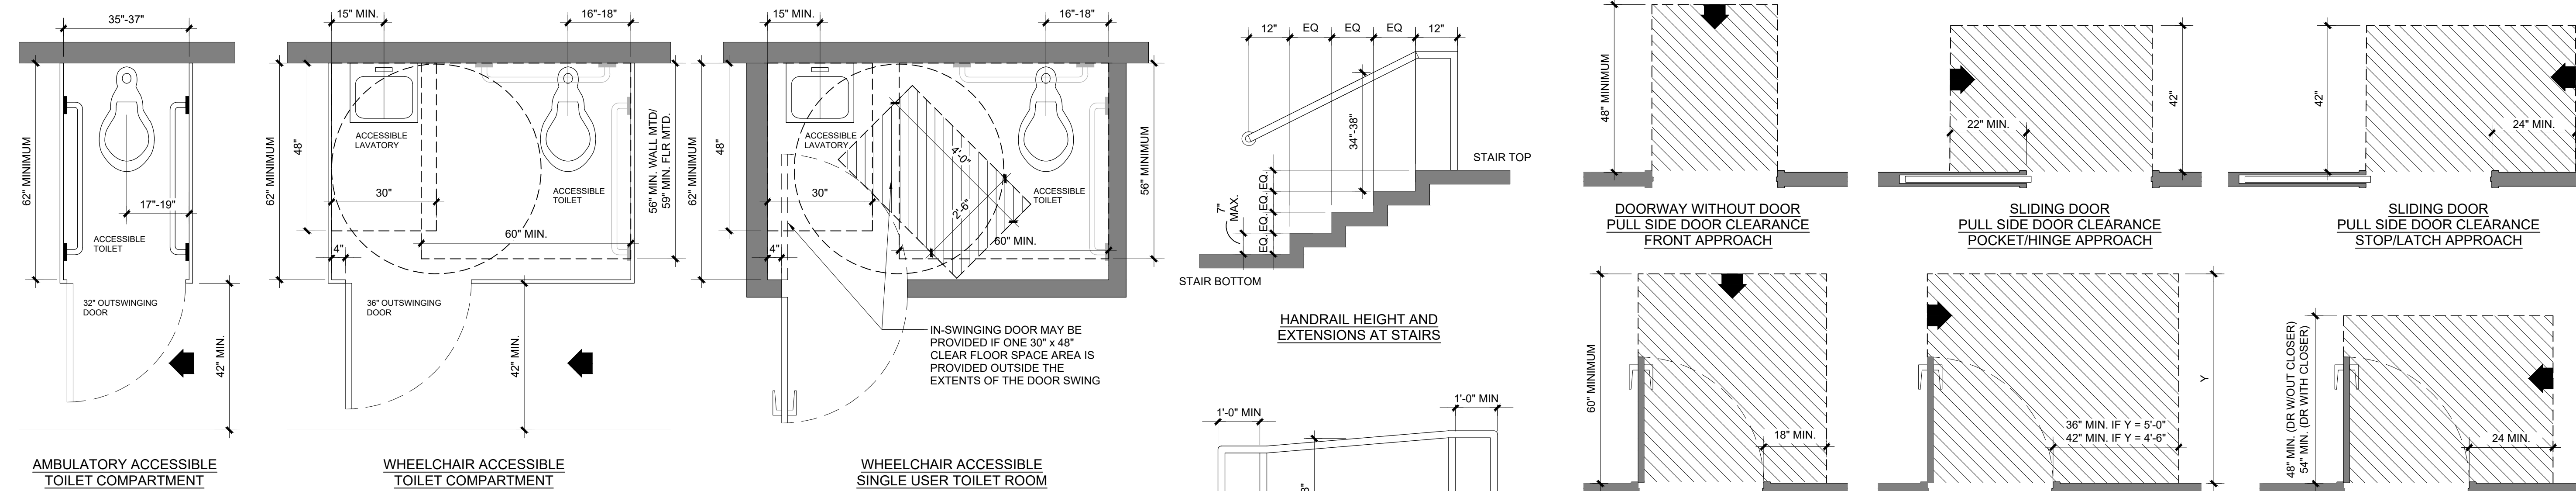 35"-37"
62" MINIMUM
17"-19"
ACCESSIBLE
TOILET
32" OUTSWINGING
DOOR
42" MIN.
AMBULATORY ACCESSIBLE
TOILET COMPARTMENT
15" MIN.
16"-18"
62" MINIMUM
48"
ACCESSIBLE
LAVATORY
30"
ACCESSIBLE
TOILET
56" MIN. WALL MTD/
59" MIN. FLR MTD.
60" MIN.
4"
36" OUTSWINGING
DOOR
42" MIN.
WHEELCHAIR ACCESSIBLE
TOILET COMPARTMENT
15" MIN.
16"-18"
62" MINIMUM
48"
ACCESSIBLE
LAVATORY
30"
4'-0"
2'-6"
ACCESSIBLE
TOILET
56" MINIMUM
60" MIN.
4"
IN-SWINGING DOOR MAY BE
PROVIDED IF ONE 30" x 48"
CLEAR FLOOR SPACE AREA IS
PROVIDED OUTSIDE THE
EXTENTS OF THE DOOR SWING
WHEELCHAIR ACCESSIBLE
SINGLE USER TOILET ROOM
12"
EQ
EQ
EQ
12"
34"-38"
STAIR TOP
7"
MAX.
EQ.
EQ.
EQ.
EQ.
STAIR BOTTOM
HANDRAIL HEIGHT AND
EXTENSIONS AT STAIRS
1'-0" MIN
1'-0" MIN
48" MINIMUM
DOORWAY WITHOUT DOOR
PULL SIDE DOOR CLEARANCE
FRONT APPROACH
22" MIN.
42"
SLIDING DOOR
PULL SIDE DOOR CLEARANCE
POCKET/HINGE APPROACH
42"
24" MIN.
SLIDING DOOR
PULL SIDE DOOR CLEARANCE
STOP/LATCH APPROACH
60" MINIMUM
18" MIN.
36" MIN. IF Y = 5'-0"
42" MIN. IF Y = 4'-6"
Y
48" MIN. (DR W/OUT CLOSER)
54" MIN. (DR WITH CLOSER)
24 MIN.